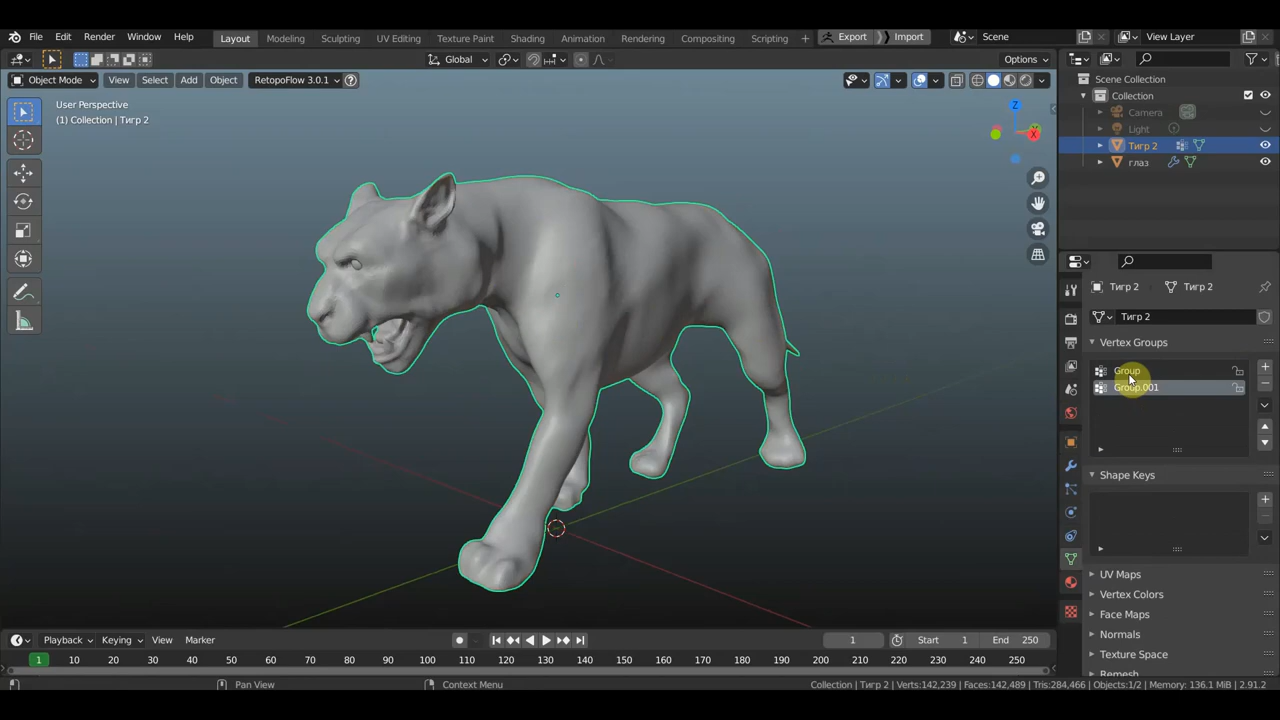 File Edit Render Window Help Layout Modeling Sculpting UV Editing Texture Paint Shading Animation Rendering Compositing Scripting + Export Import Scene View Layer
Global Options
Object Mode View Select Add Object RetopoFlow 3.0.1
User Perspective
(1) Collection | Тигр 2
Z
Y
X
Scene Collection
Collection
Camera
Light
Тигр 2
глаз
Тигр 2 Тигр 2
Тигр 2
Vertex Groups
Group
Group.001
Shape Keys
UV Maps
Vertex Colors
Face Maps
Normals
Texture Space
Remesh
Playback Keying View Marker 1 Start 1 End 250
1 10 20 30 40 50 60 70 80 90 100 110 120 130 140 150 160 170 180 190 200 210 220 230 240 250
Pan View Context Menu Collection | Тигр 2 | Verts:142,239 | Faces:142,489 | Tris:284,466 | Objects:1/2 | Memory: 136.1 MiB | 2.91.2